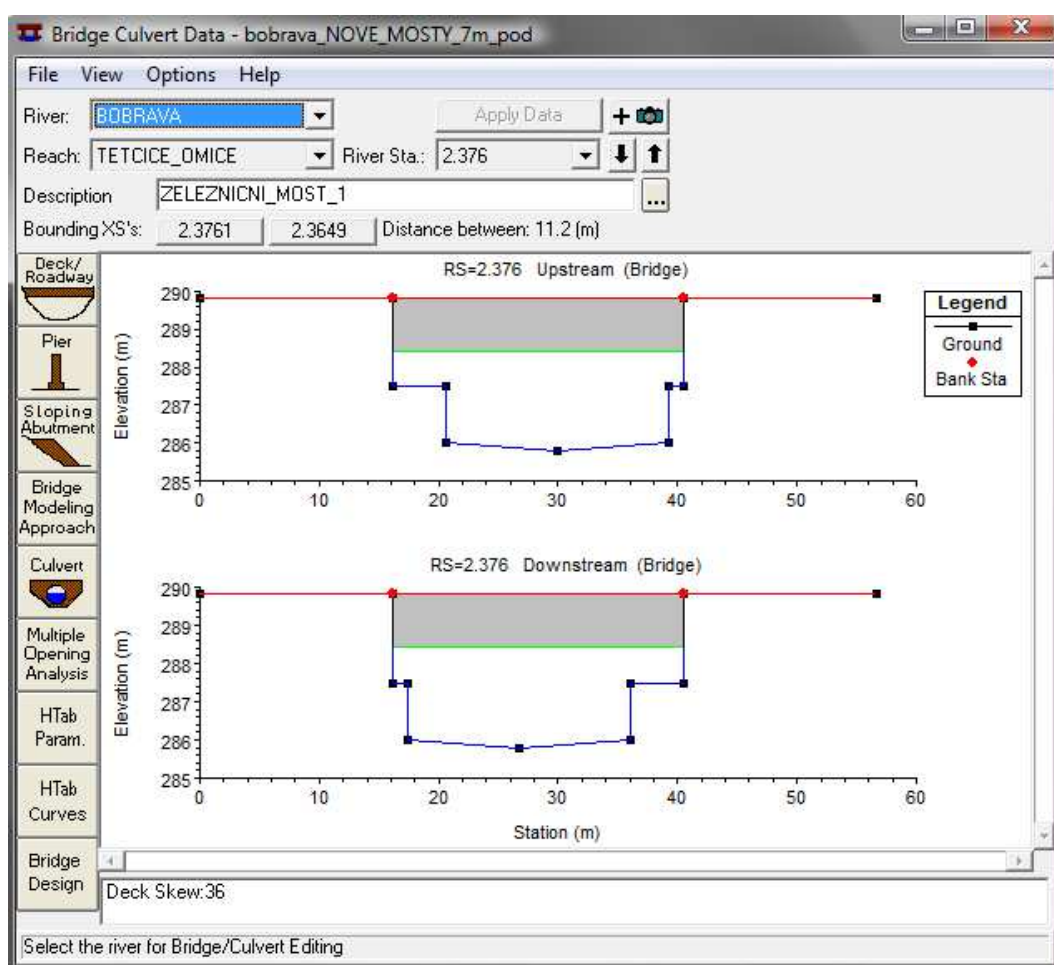 Bridge Culvert Data - bobrava_NOVE_MOSTY_7m_pod
File View Options Help
River: BOBRAVA Apply Data +
Reach: TETCICE_OMICE River Sta.: 2.376
Description ZELEZNICNI_MOST_1 ...
Bounding XS's: 2.3761 2.3649 Distance between: 11.2 (m)
Deck/
Roadway
Pier
Sloping
Abutment
Bridge
Modeling
Approach
Culvert
Multiple
Opening
Analysis
HTab
Param.
HTab
Curves
Bridge
Design
RS=2.376 Upstream (Bridge)
290
289
288
287
286
285
Elevation (m)
0 10 20 30 40 50 60
Legend
Ground
Bank Sta
RS=2.376 Downstream (Bridge)
290
289
288
287
286
285
Elevation (m)
0 10 20 30 40 50 60
Station (m)
Deck Skew:36
Select the river for Bridge/Culvert Editing